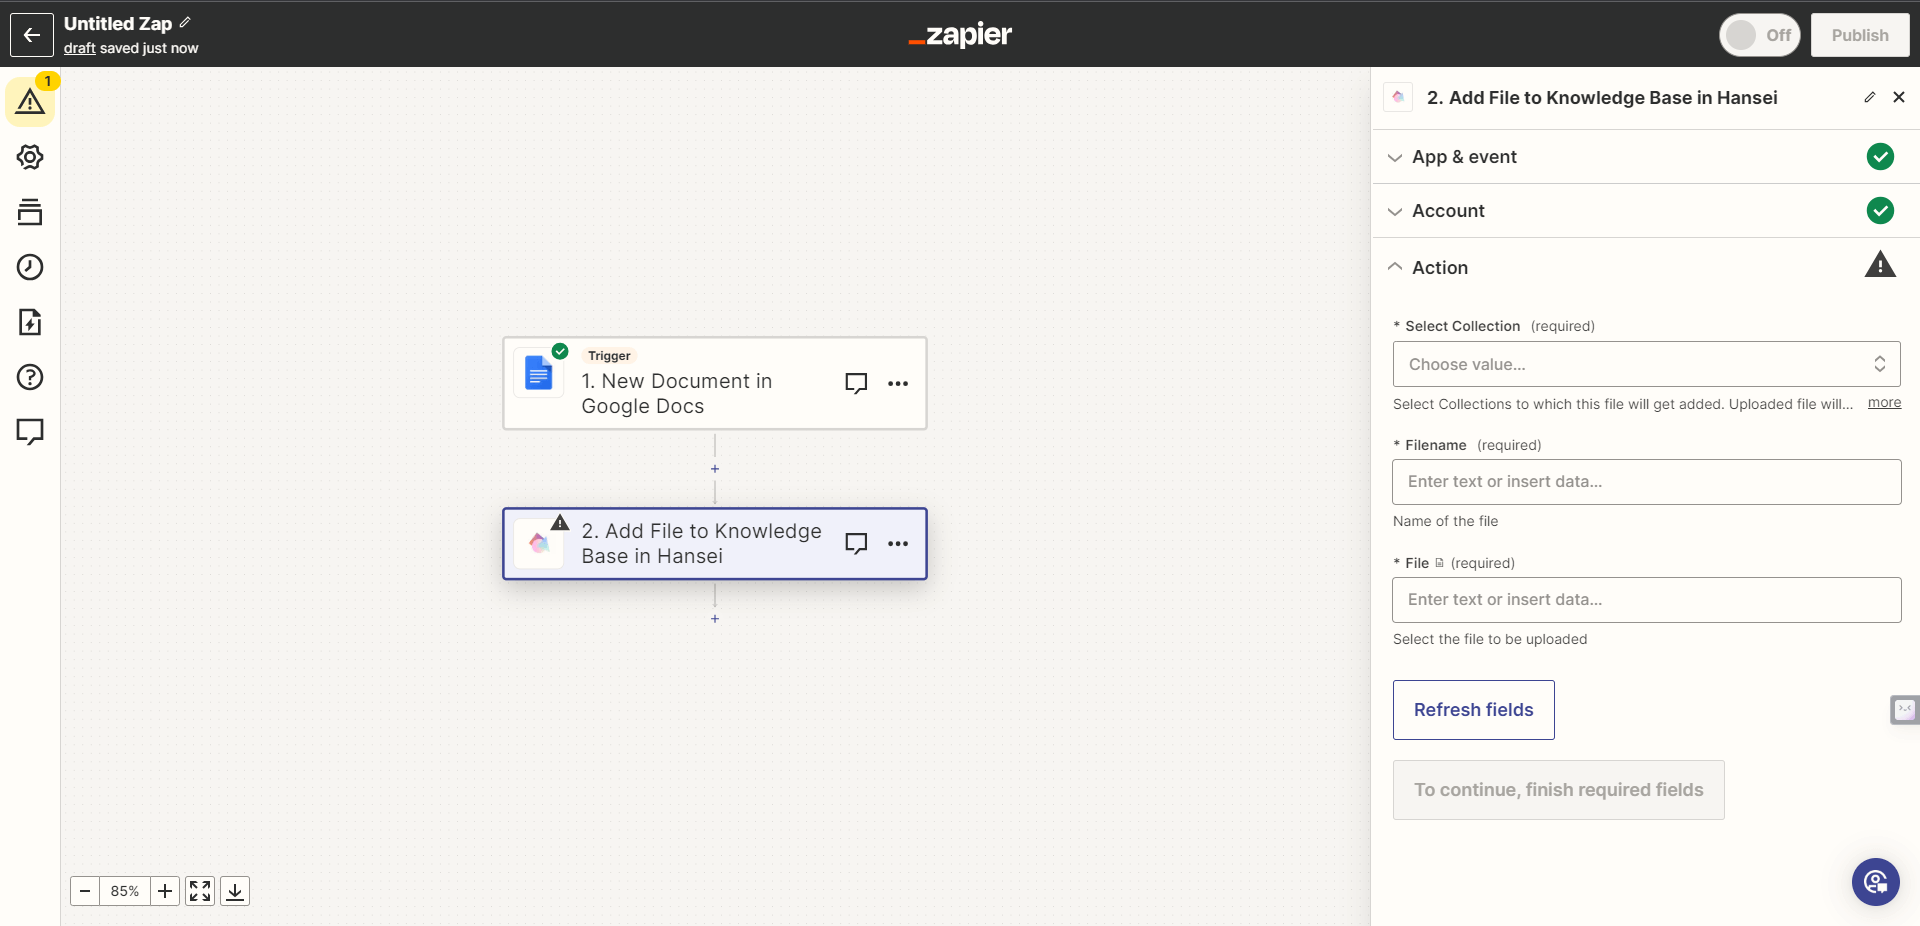 Untitled Zap
draft saved just now
zapier
Off
Publish
1
2. Add File to Knowledge Base in Hansei
App & event
Account
Action
* Select Collection (required)
Choose value...
Select Collections to which this file will get added. Uploaded file will... more
* Filename (required)
Enter text or insert data...
Name of the file
* File (required)
Enter text or insert data...
Select the file to be uploaded
Refresh fields
To continue, finish required fields
Trigger
1. New Document in
Google Docs
2. Add File to Knowledge
Base in Hansei
85%